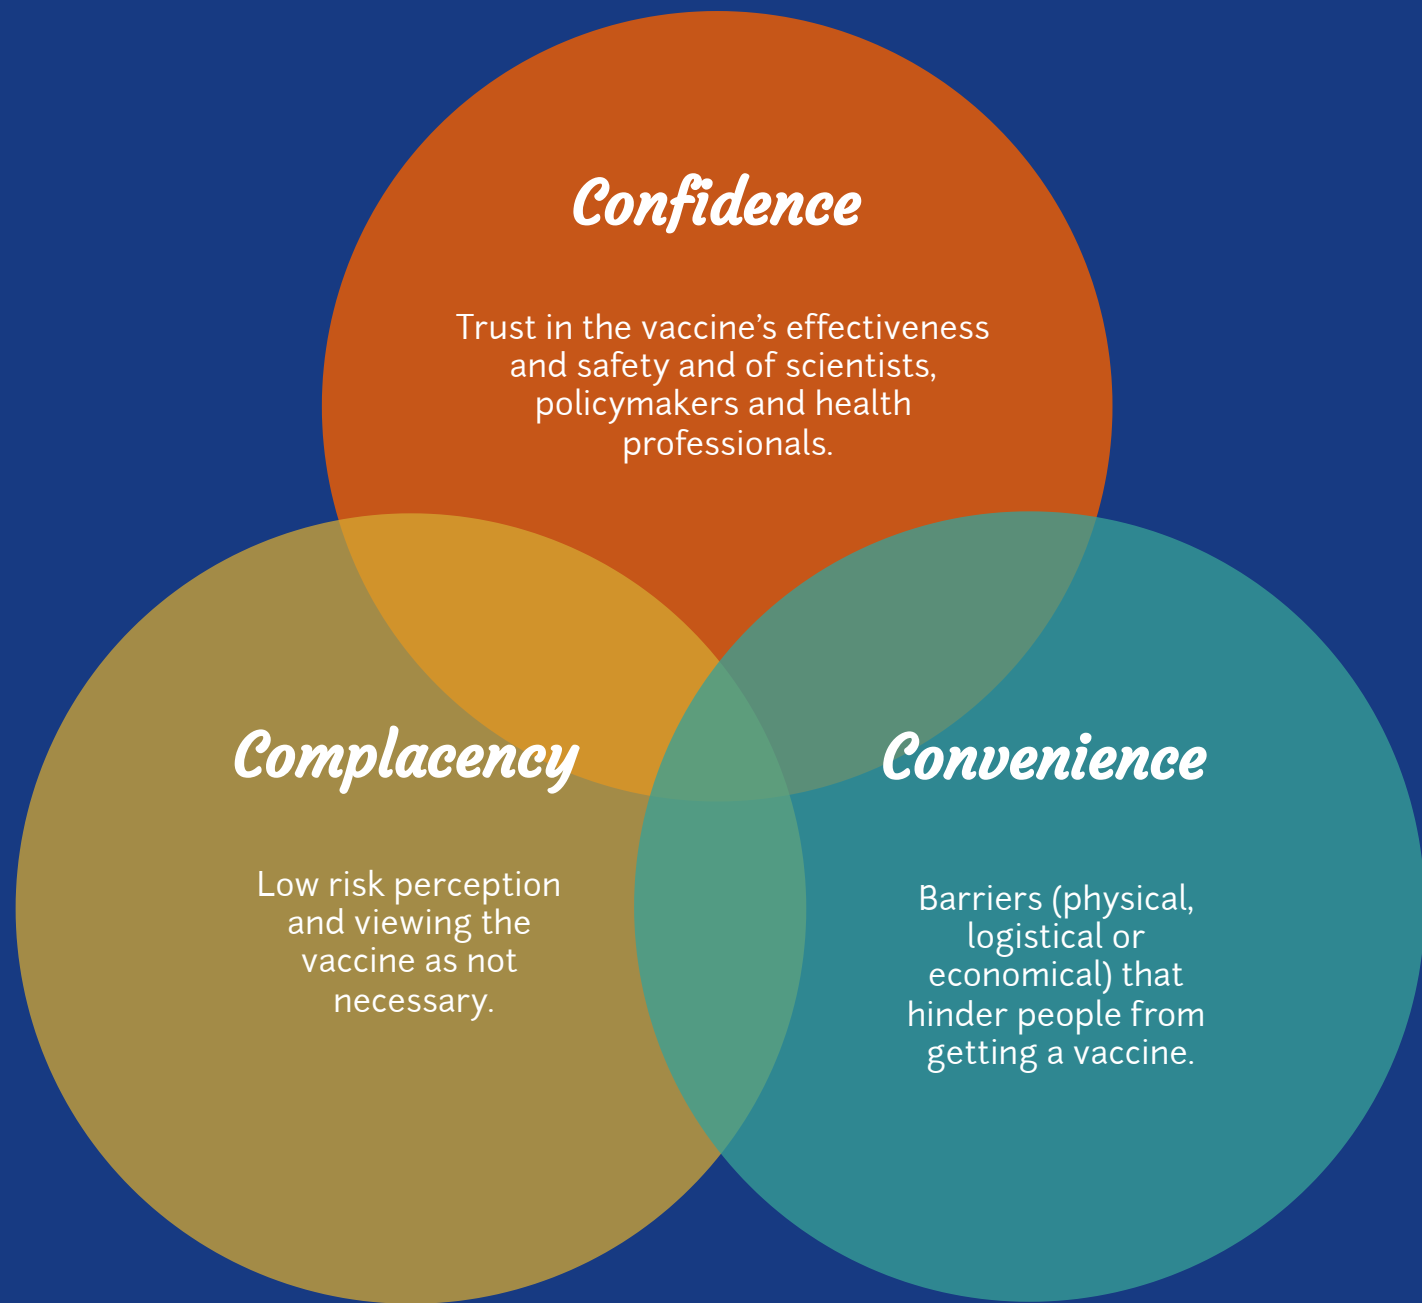 Confidence
Trust in the vaccine’s effectiveness
and safety and of scientists,
policymakers and health
professionals.
Complacency
Low risk perception
and viewing the
vaccine as not
necessary.
Convenience
Barriers (physical,
logistical or
economical) that
hinder people from
getting a vaccine.